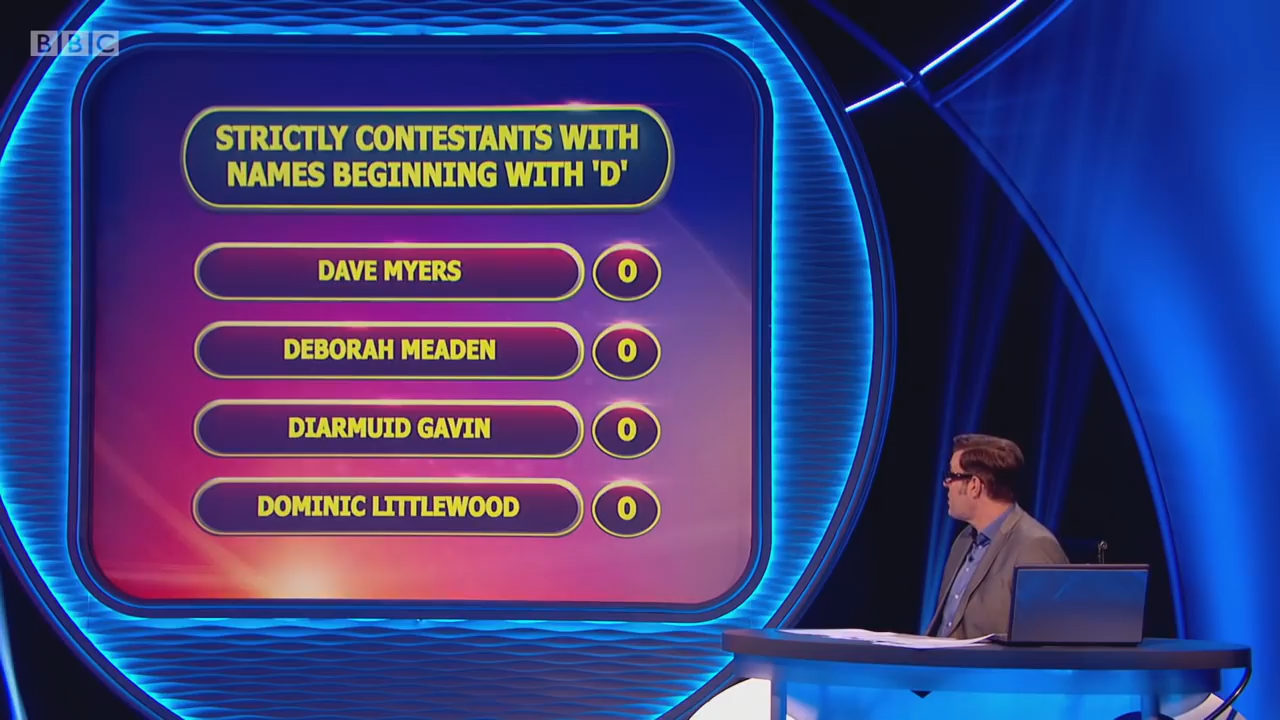 BBC
STRICTLY CONTESTANTS WITH
NAMES BEGINNING WITH 'D'
DAVE MYERS 0
DEBORAH MEADEN 0
DIARMUID GAVIN 0
DOMINIC LITTLEWOOD 0